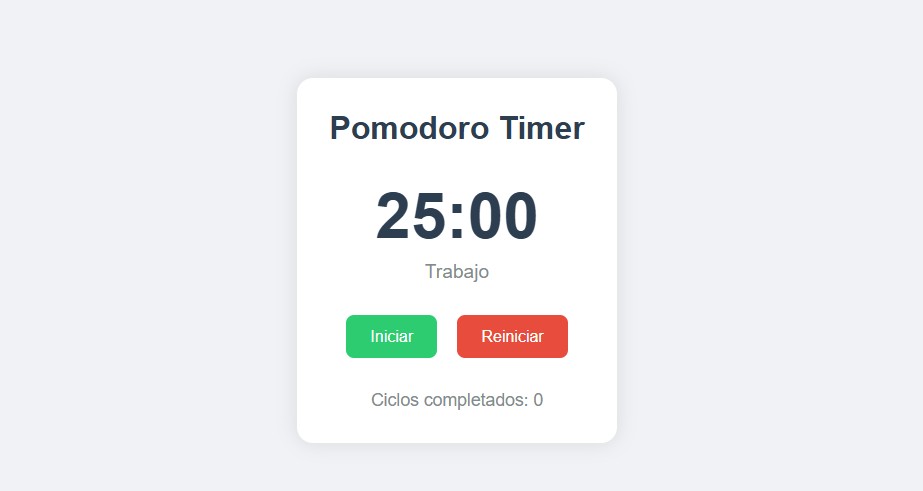 Pomodoro Timer
25:00
Trabajo
Iniciar Reiniciar
Ciclos completados: 0